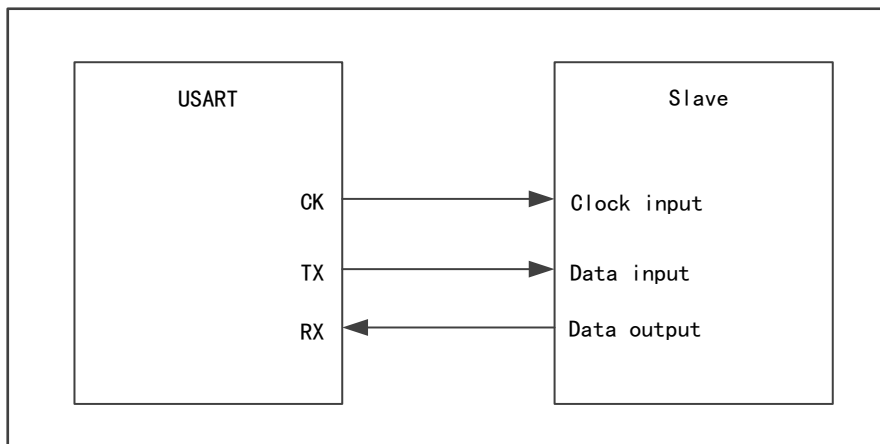 USART
Slave
CK
Clock input
TX
Data input
RX
Data output